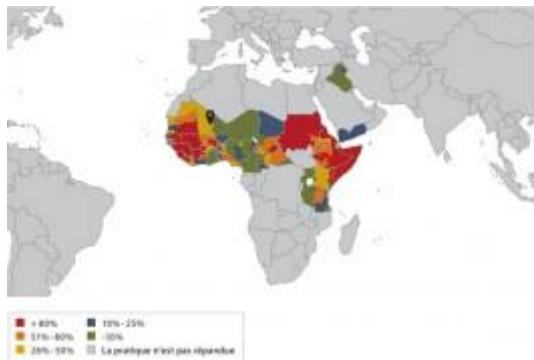 + 80%
10% - 25%
51% - 80%
-10%
26% - 50%
La pratique n'est pas répandue